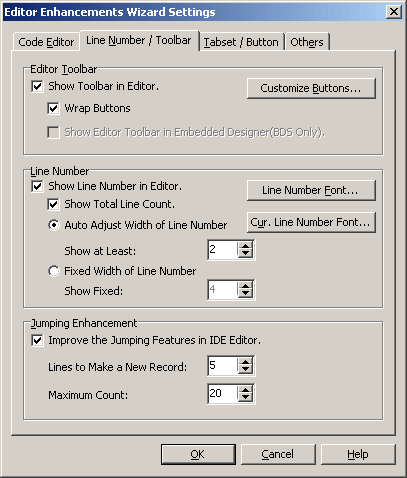 Editor Enhancements Wizard Settings
Code Editor
Line Number / Toolbar
Tabset / Button
Others
Editor Toolbar
Show Toolbar in Editor.
Customize Buttons...
Wrap Buttons
Show Editor Toolbar in Embedded Designer(BDS Only).
Line Number
Show Line Number in Editor.
Line Number Font...
Show Total Line Count.
Auto Adjust Width of Line Number
Cur. Line Number Font...
Show at Least:
2
Fixed Width of Line Number
Show Fixed:
4
Jumping Enhancement
Improve the Jumping Features in IDE Editor.
Lines to Make a New Record:
5
Maximum Count:
20
OK
Cancel
Help